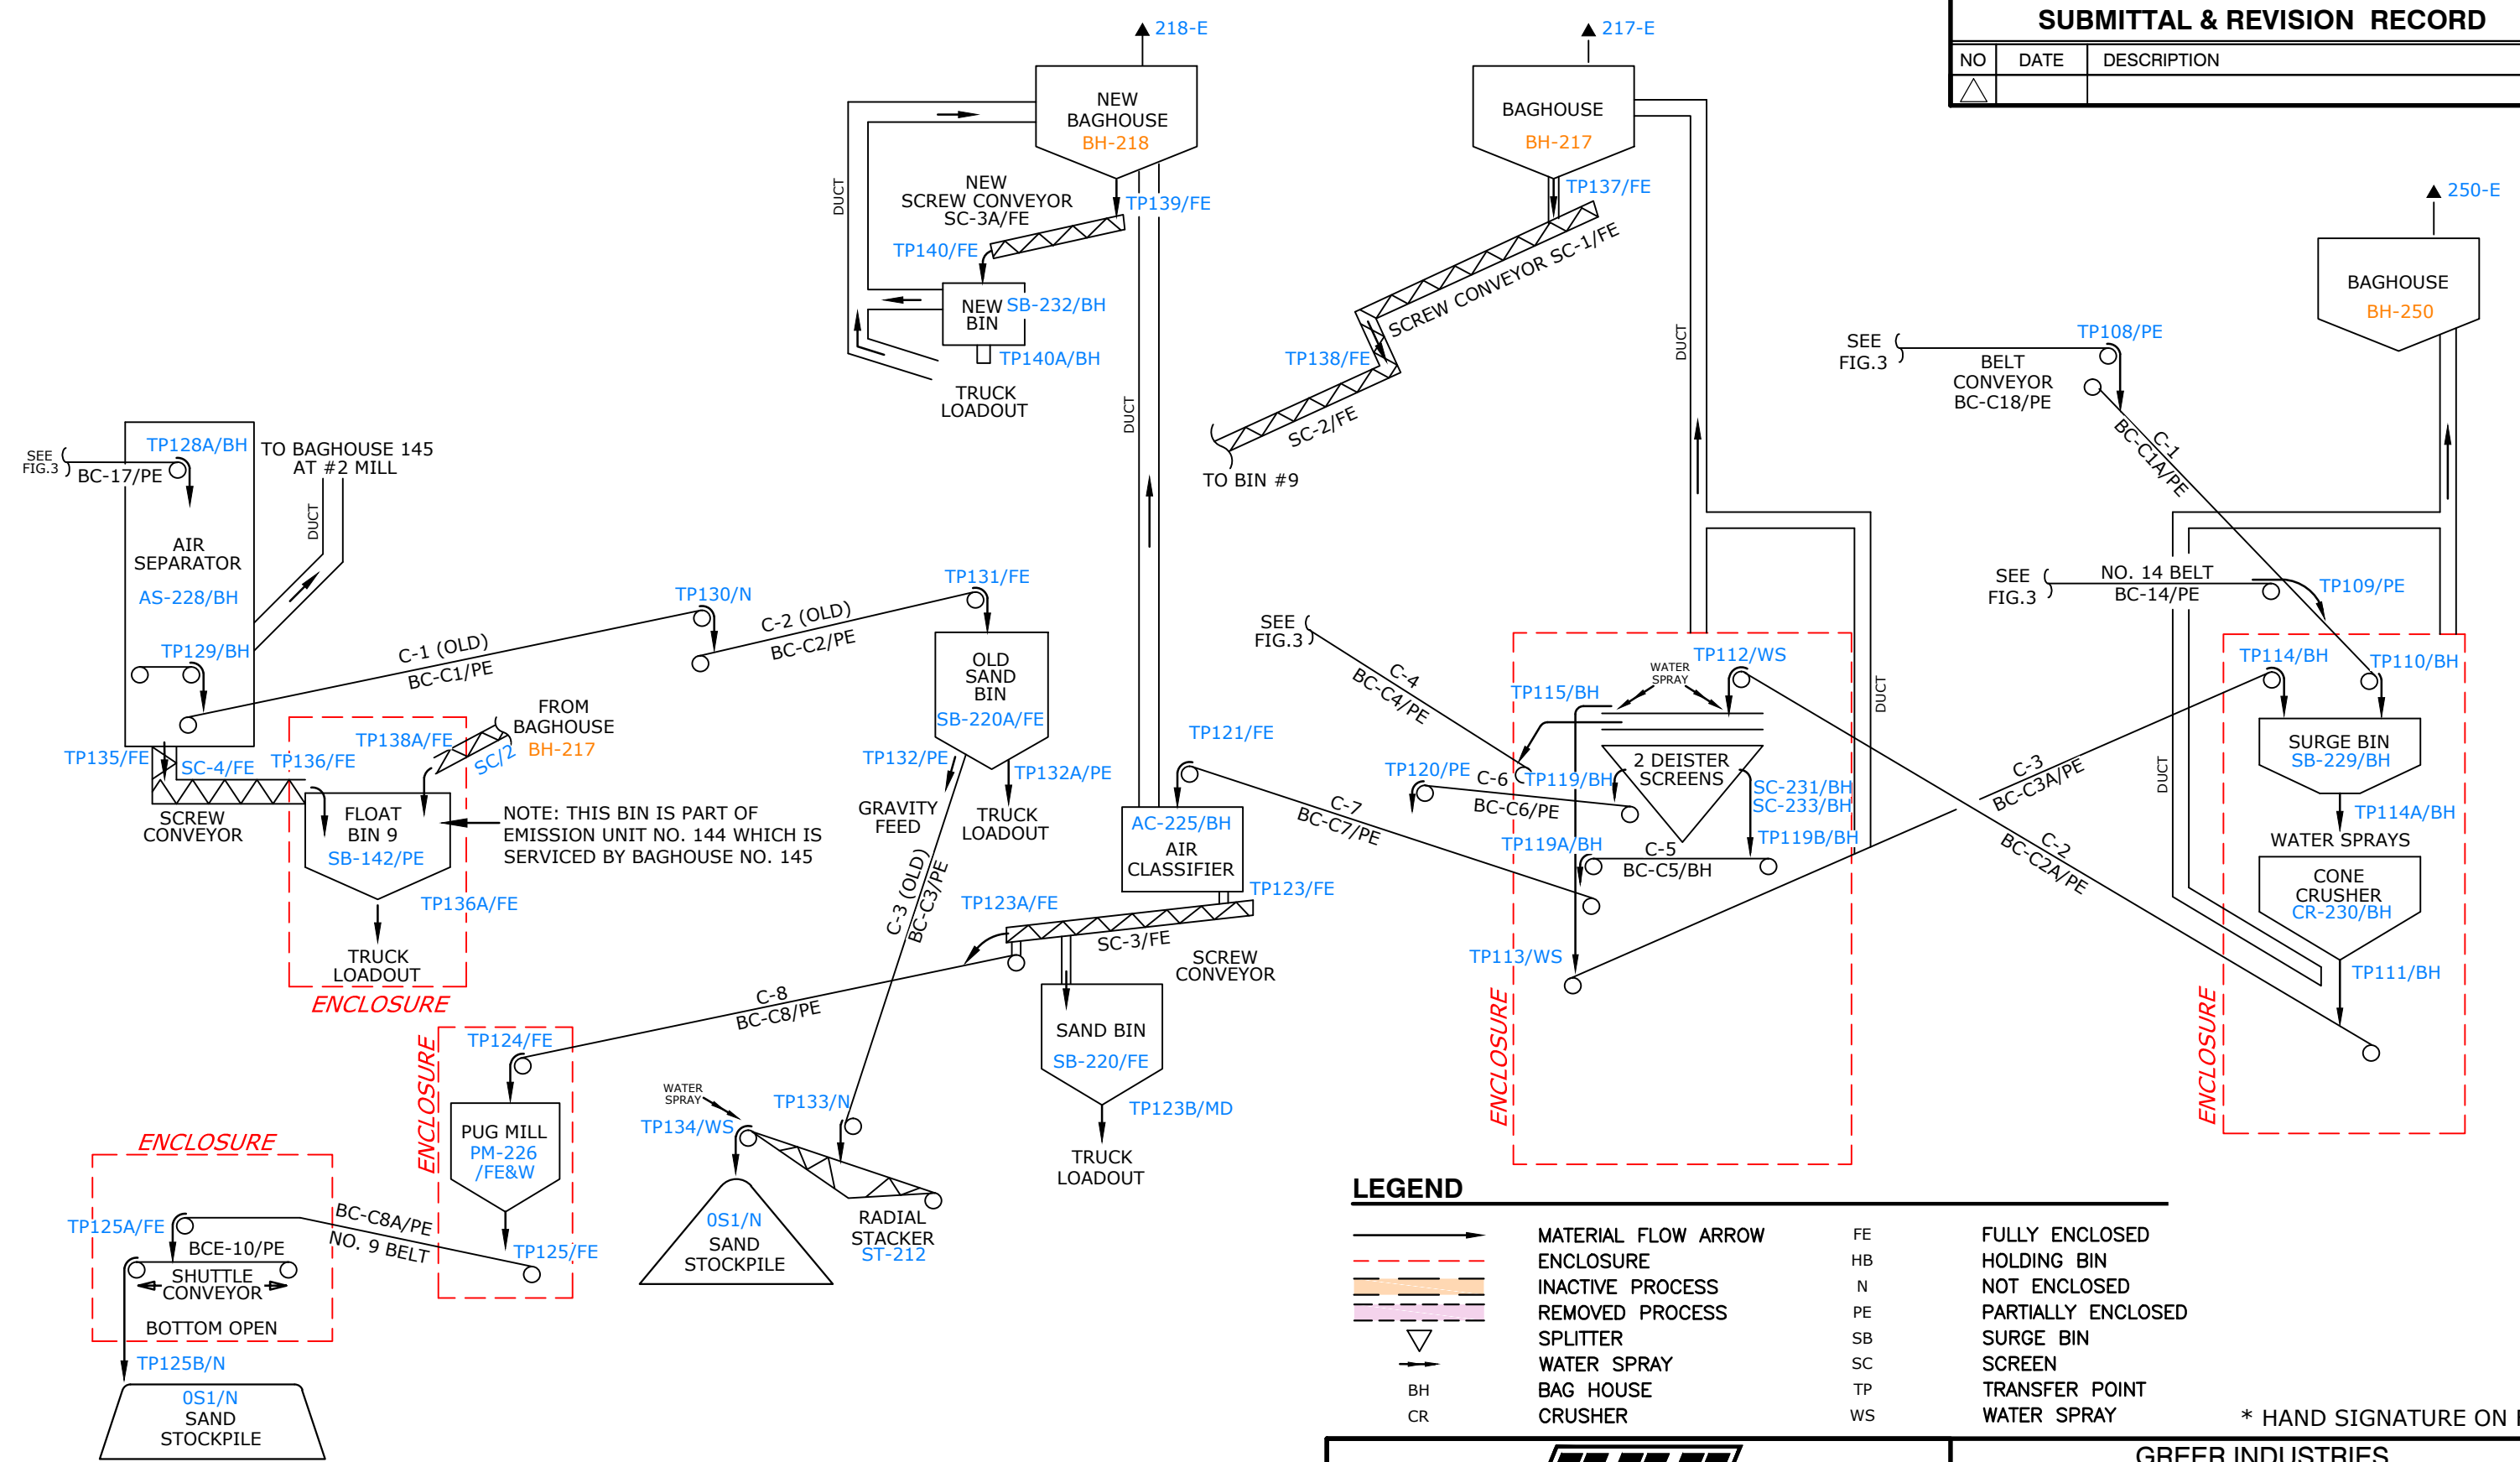 SUBMITTAL & REVISION RECORD
NO DATE DESCRIPTION
218-E
NEW
BAGHOUSE
BH-218
DUCT
NEW
SCREW CONVEYOR
SC-3A/FE
TP139/FE
TP140/FE
NEW
BIN
SB-232/BH
TP140A/BH
TRUCK
LOADOUT
DUCT
217-E
BAGHOUSE
BH-217
TP137/FE
SCREW CONVEYOR SC-1/FE
TP138/FE
SC-2/FE
TO BIN #9
DUCT
250-E
BAGHOUSE
BH-250
SEE
FIG.3
TP108/PE
BELT
CONVEYOR
BC-C18/PE
C-1
BC-C1A/PE
SEE
FIG.3
NO. 14 BELT
BC-14/PE
TP109/PE
SEE
FIG.3
BC-17/PE
TP128A/BH
TO BAGHOUSE 145
AT #2 MILL
DUCT
AIR
SEPARATOR
AS-228/BH
TP129/BH
C-1 (OLD)
BC-C1/PE
TP130/N
C-2 (OLD)
BC-C2/PE
TP131/FE
OLD
SAND
BIN
SB-220A/FE
TP132/PE
TP132A/PE
GRAVITY
FEED
TRUCK
LOADOUT
C-3 (OLD)
BC-C3/PE
TP135/FE
SC-4/FE
SCREW
CONVEYOR
TP136/FE
TP138A/FE
SC/2
FROM
BAGHOUSE
BH-217
FLOAT
BIN 9
SB-142/PE
NOTE: THIS BIN IS PART OF
EMISSION UNIT NO. 144 WHICH IS
SERVICED BY BAGHOUSE NO. 145
TP136A/FE
TRUCK
LOADOUT
ENCLOSURE
SEE
FIG.3
C-4
BC-C4/PE
TP112/WS
WATER
SPRAY
TP115/BH
2 DEISTER
SCREENS
TP121/FE
TP120/PE
C-6
BC-C6/PE
TP119/BH
SC-231/BH
SC-233/BH
C-7
BC-C7/PE
TP119A/BH
TP119B/BH
C-5
BC-C5/BH
TP113/WS
ENCLOSURE
DUCT
C-3
BC-C3A/PE
C-2
BC-C2A/PE
DUCT
TP114/BH
TP110/BH
SURGE BIN
SB-229/BH
TP114A/BH
WATER SPRAYS
CONE
CRUSHER
CR-230/BH
TP111/BH
ENCLOSURE
AC-225/BH
AIR
CLASSIFIER
TP123/FE
TP123A/FE
SC-3/FE
SCREW
CONVEYOR
C-8
BC-C8/PE
SAND BIN
SB-220/FE
TP123B/MD
TRUCK
LOADOUT
ENCLOSURE
TP124/FE
PUG MILL
PM-226
/FE&W
TP125/FE
WATER
SPRAY
TP134/WS
TP133/N
0S1/N
SAND
STOCKPILE
RADIAL
STACKER
ST-212
ENCLOSURE
TP125A/FE
BC-C8A/PE
NO. 9 BELT
BCE-10/PE
SHUTTLE
CONVEYOR
BOTTOM OPEN
TP125B/N
0S1/N
SAND
STOCKPILE
LEGEND
MATERIAL FLOW ARROW FE FULLY ENCLOSED
ENCLOSURE HB HOLDING BIN
INACTIVE PROCESS N NOT ENCLOSED
REMOVED PROCESS PE PARTIALLY ENCLOSED
SPLITTER SB SURGE BIN
WATER SPRAY SC SCREEN
BH BAG HOUSE TP TRANSFER POINT
CR CRUSHER WS WATER SPRAY
* HAND SIGNATURE ON
GREER INDUSTRIES